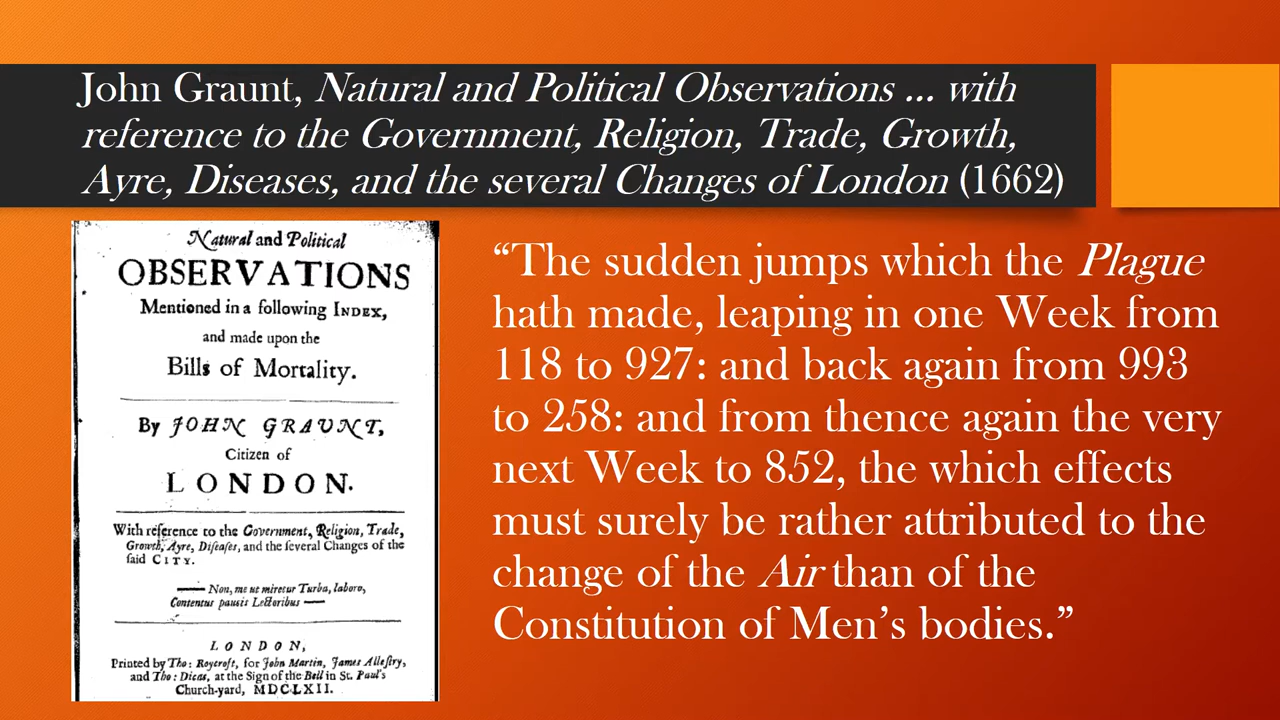 John Graunt, Natural and Political Observations ... with
reference to the Government, Religion, Trade, Growth,
Ayre, Diseases, and the several Changes of London (1662)
Natural and Political
OBSERVATIONS
Mentioned in a following INDEX,
and made upon the
Bills of Mortality.
By JOHN GRAUNT,
Citizen of
LONDON.
With reference to the Government, Religion, Trade,
Growth, Ayre, Diſeaſes, and the ſeveral Changes of the
ſaid CITY.
— Non, me ut miretur Turba, laboro,
Contentus paucis Lectoribus —
LONDON,
Printed by Tho: Roycroft, for John Martin, James Alleſtry,
and Tho: Dicas, at the Sign of the Bell in St. Paul's
Church-yard, MDCLXII.
“The sudden jumps which the Plague
hath made, leaping in one Week from
118 to 927: and back again from 993
to 258: and from thence again the very
next Week to 852, the which effects
must surely be rather attributed to the
change of the Air than of the
Constitution of Men’s bodies.”